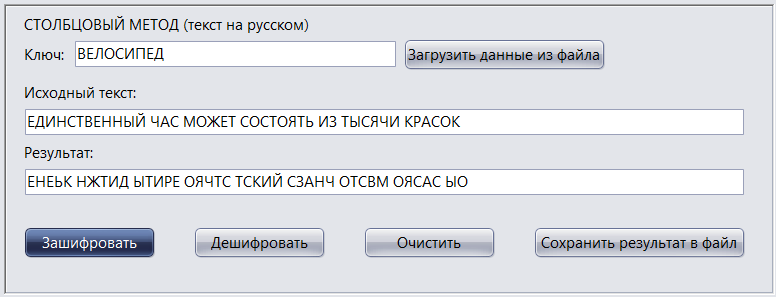 СТОЛБЦОВЫЙ МЕТОД (текст на русском)
Ключ: ВЕЛОСИПЕД Загрузить данные из файла
Исходный текст:
ЕДИНСТВЕННЫЙ ЧАС МОЖЕТ СОСТОЯТЬ ИЗ ТЫСЯЧИ КРАСОК
Результат:
ЕНЕЬК НЖТИД ЫТИРЕ ОЯЧТС ТСКИЙ СЗАНЧ ОТСВМ ОЯСАС ЫО
Зашифровать Дешифровать Очистить Сохранить результат в файл